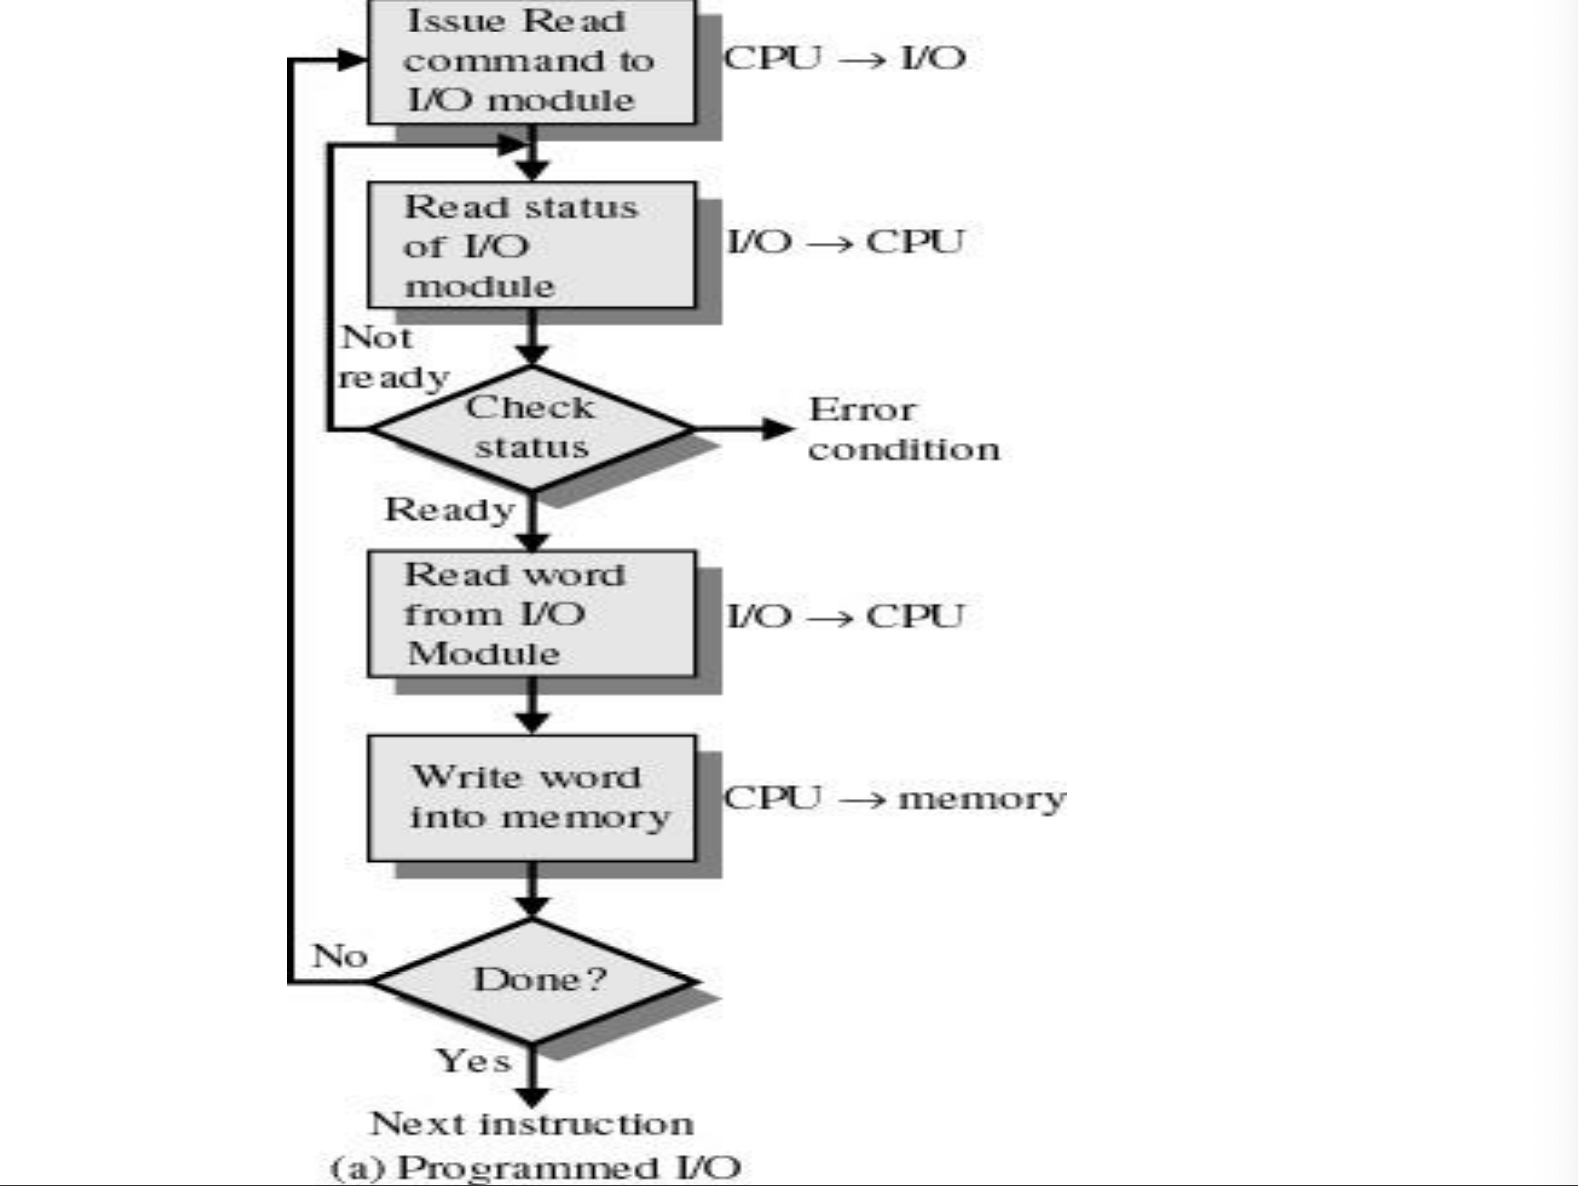 Issue Read
command to
I/O module
CPU → I/O
Read status
of I/O
module
I/O → CPU
Not
ready
Check
status
Error
condition
Ready
Read word
from I/O
Module
I/O → CPU
Write word
into memory
CPU → memory
No
Done?
Yes
Next instruction
(a) Programmed I/O